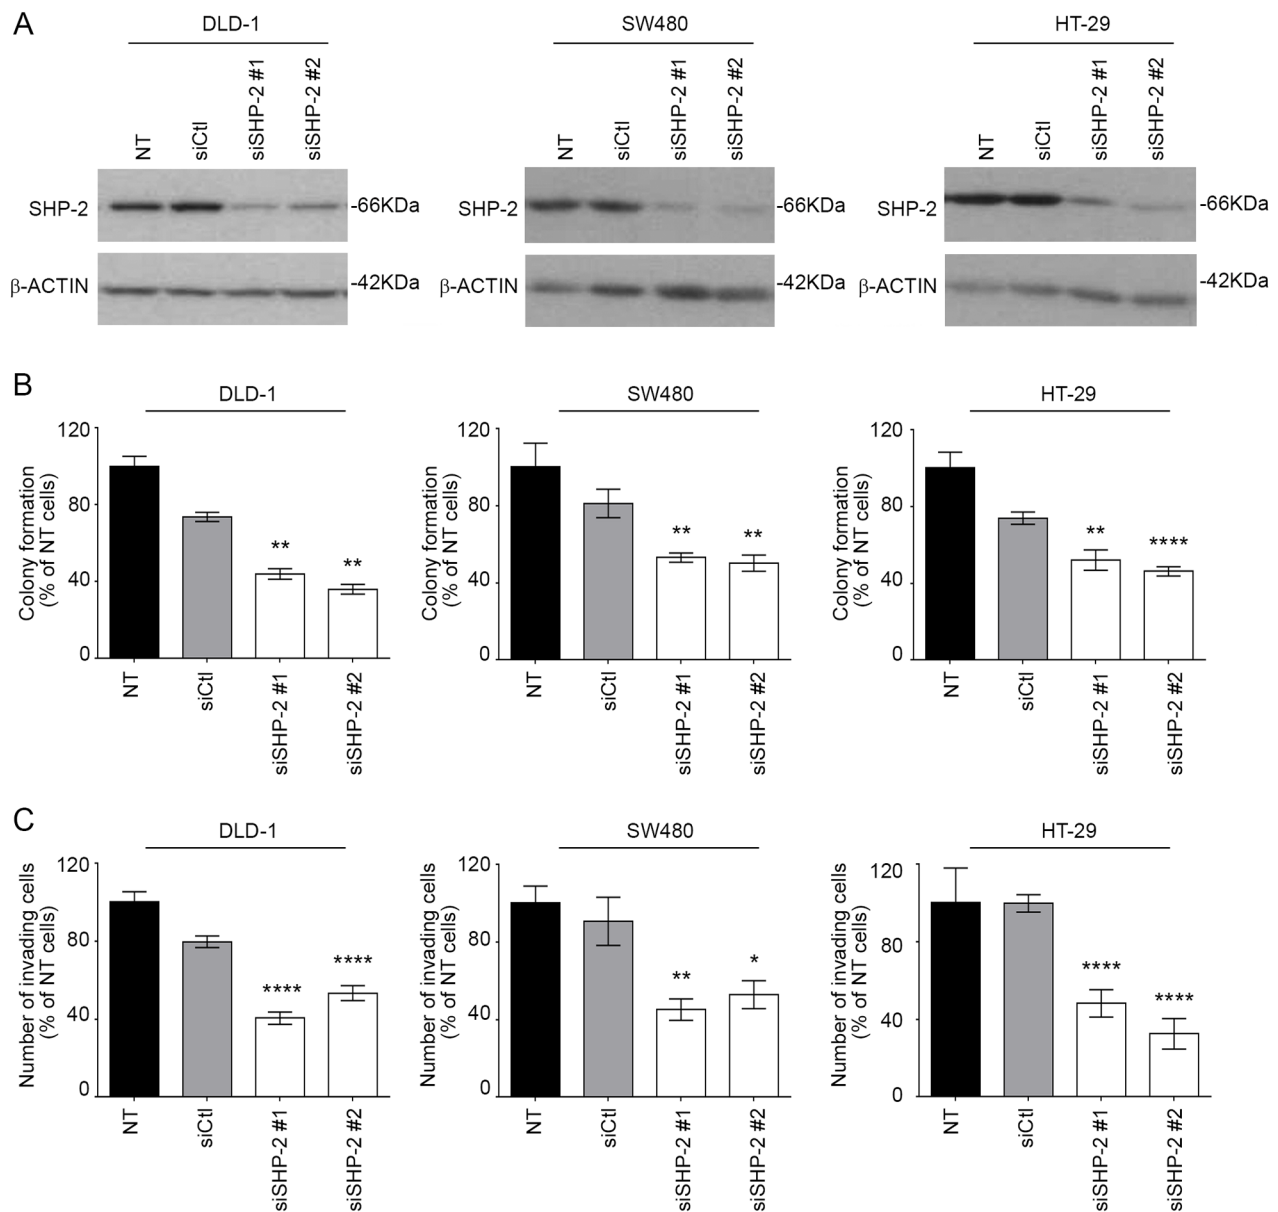 A
DLD-1
SW480
HT-29
NT
siCtl
siSHP-2 #1
siSHP-2 #2
NT
siCtl
siSHP-2 #1
siSHP-2 #2
NT
siCtl
siSHP-2 #1
siSHP-2 #2
SHP-2
-66KDa
SHP-2
-66KDa
SHP-2
-66KDa
β-ACTIN
-42KDa
β-ACTIN
-42KDa
β-ACTIN
-42KDa
B
DLD-1
Colony formation
(% of NT cells)
120
80
40
0
**
**
NT
siCtl
siSHP-2 #1
siSHP-2 #2
SW480
Colony formation
(% of NT cells)
120
80
40
0
**
**
NT
siCtl
siSHP-2 #1
siSHP-2 #2
HT-29
Colony formation
(% of NT cells)
120
80
40
0
**
****
NT
siCtl
siSHP-2 #1
siSHP-2 #2
C
DLD-1
Number of invading cells
(% of NT cells)
120
80
40
0
****
****
NT
siCtl
siSHP-2 #1
siSHP-2 #2
SW480
Number of invading cells
(% of NT cells)
120
80
40
0
**
*
NT
siCtl
siSHP-2 #1
siSHP-2 #2
HT-29
Number of invading cells
(% of NT cells)
120
80
40
0
****
****
NT
siCtl
siSHP-2 #1
siSHP-2 #2